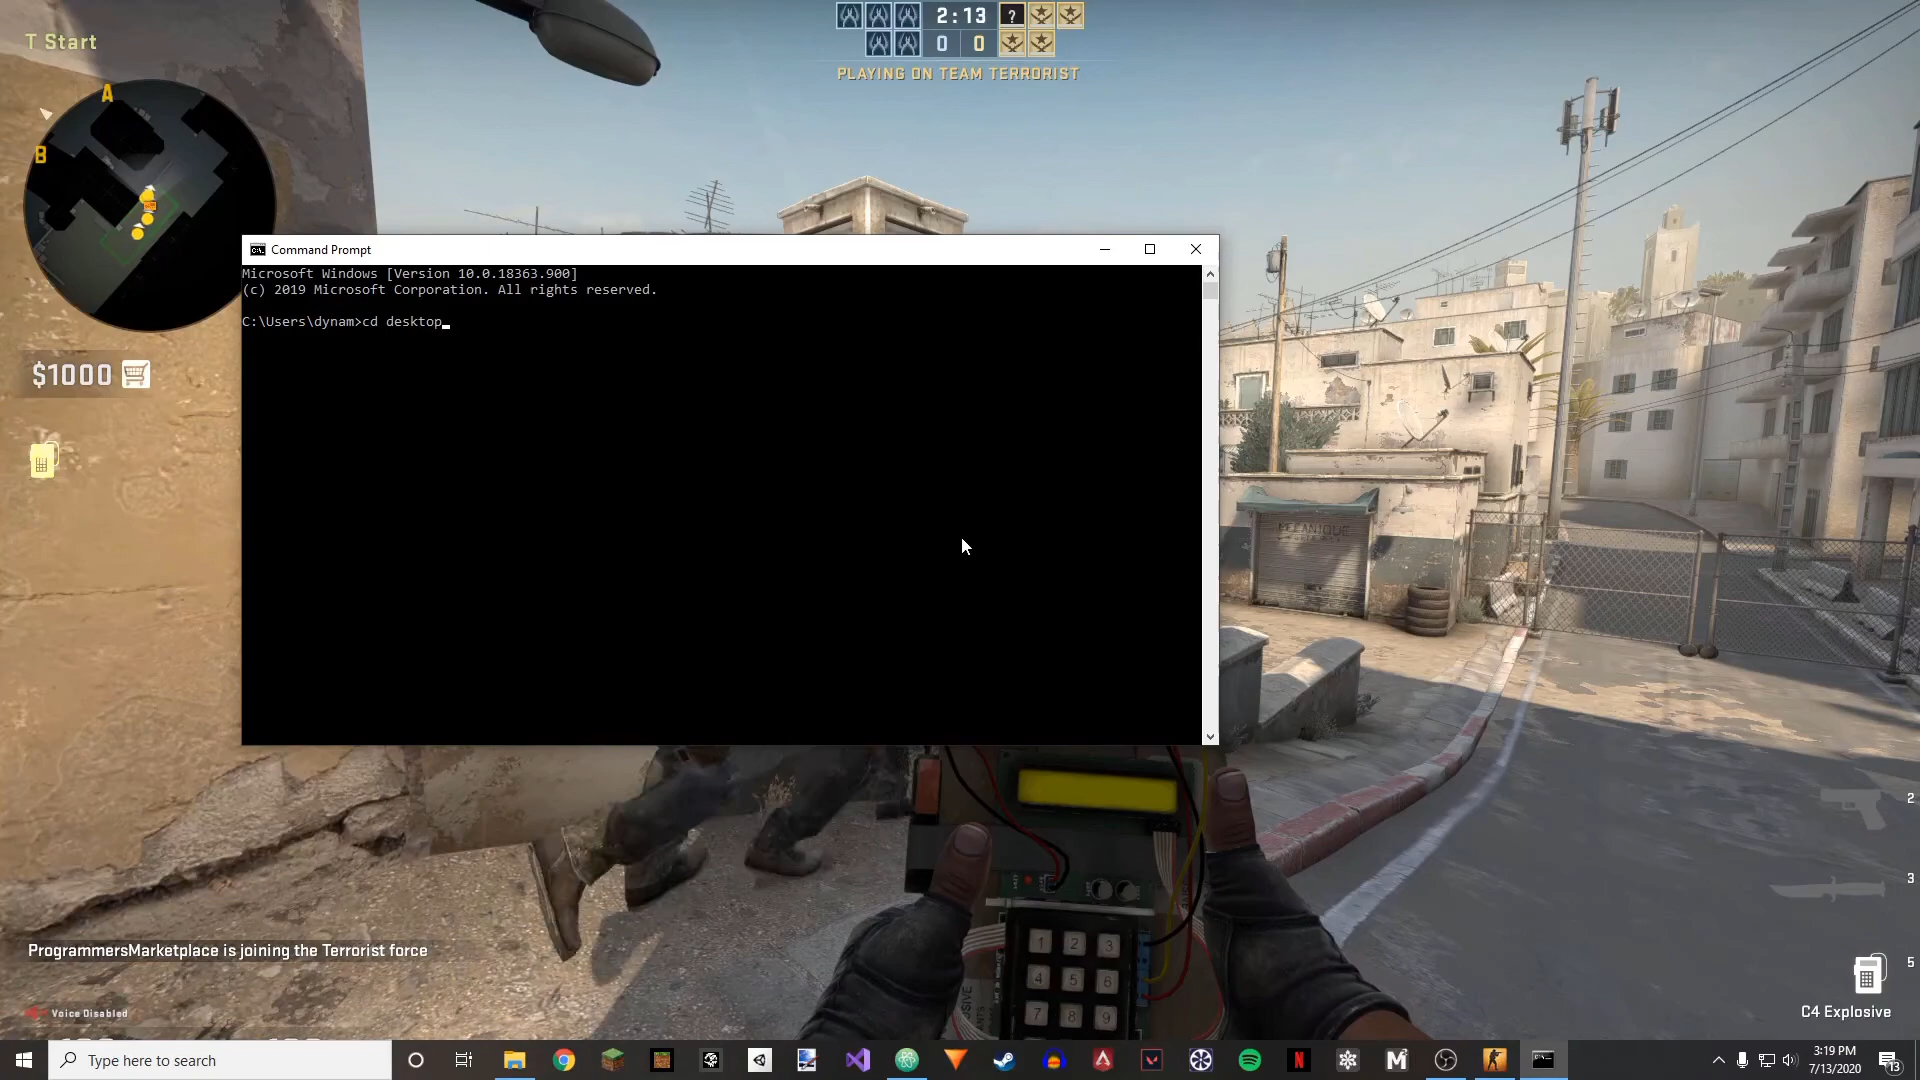 T Start
2:13
?
0 0
PLAYING ON TEAM TERRORIST
A
B
Command Prompt
Microsoft Windows [Version 10.0.18363.900]
(c) 2019 Microsoft Corporation. All rights reserved.
C:\Users\dynam>cd desktop
$1000
MECANIQUE
2
3
1 2 3
4 5 6
7 8 9
ProgrammersMarketplace is joining the Terrorist force
5
C4 Explosive
Voice Disabled
Type here to search
3:19 PM
7/13/2020
13